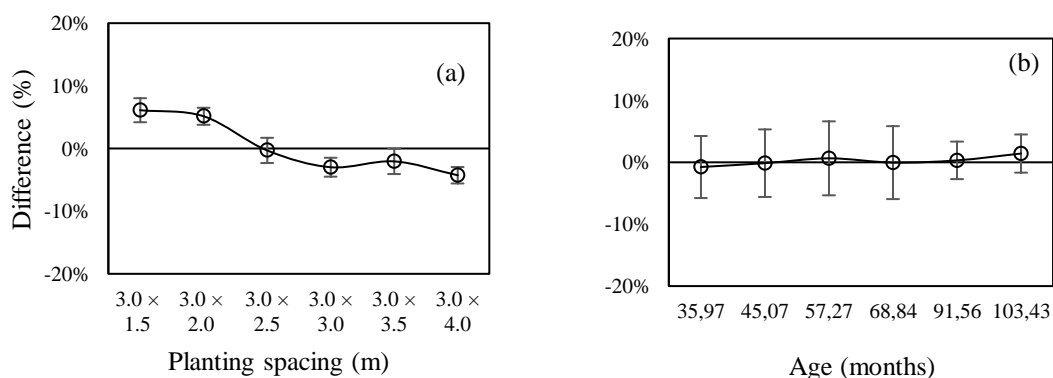 20%
10%
0%
-10%
-20%
Difference (%)
(a)
3.0 × 3.0 × 3.0 × 3.0 × 3.0 × 3.0 ×
1.5 2.0 2.5 3.0 3.5 4.0
Planting spacing (m)
20%
10%
0%
-10%
-20%
(b)
35,97 45,07 57,27 68,84 91,56 103,43
Age (months)